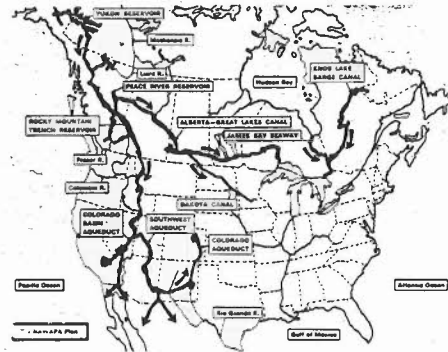 YUKON RESERVOIR
Mackenzie R.
Liard R.
PEACE RIVER RESERVOIR
Hudson Bay
KNOB LAKE
BARGE CANAL
ROCKY MOUNTAIN
TRENCH RESERVOIR
ALBERTA-GREAT LAKES CANAL
JAMES BAY SEAWAY
Fraser R.
Columbia R.
DAKOTA CANAL
COLORADO
BASIN
AQUEDUCT
SOUTHWEST
AQUEDUCT
COLORADO
AQUEDUCT
Pacific Ocean
Atlantic Ocean
Rio Grande R.
Gulf of Mexico
NAWAPA Plan